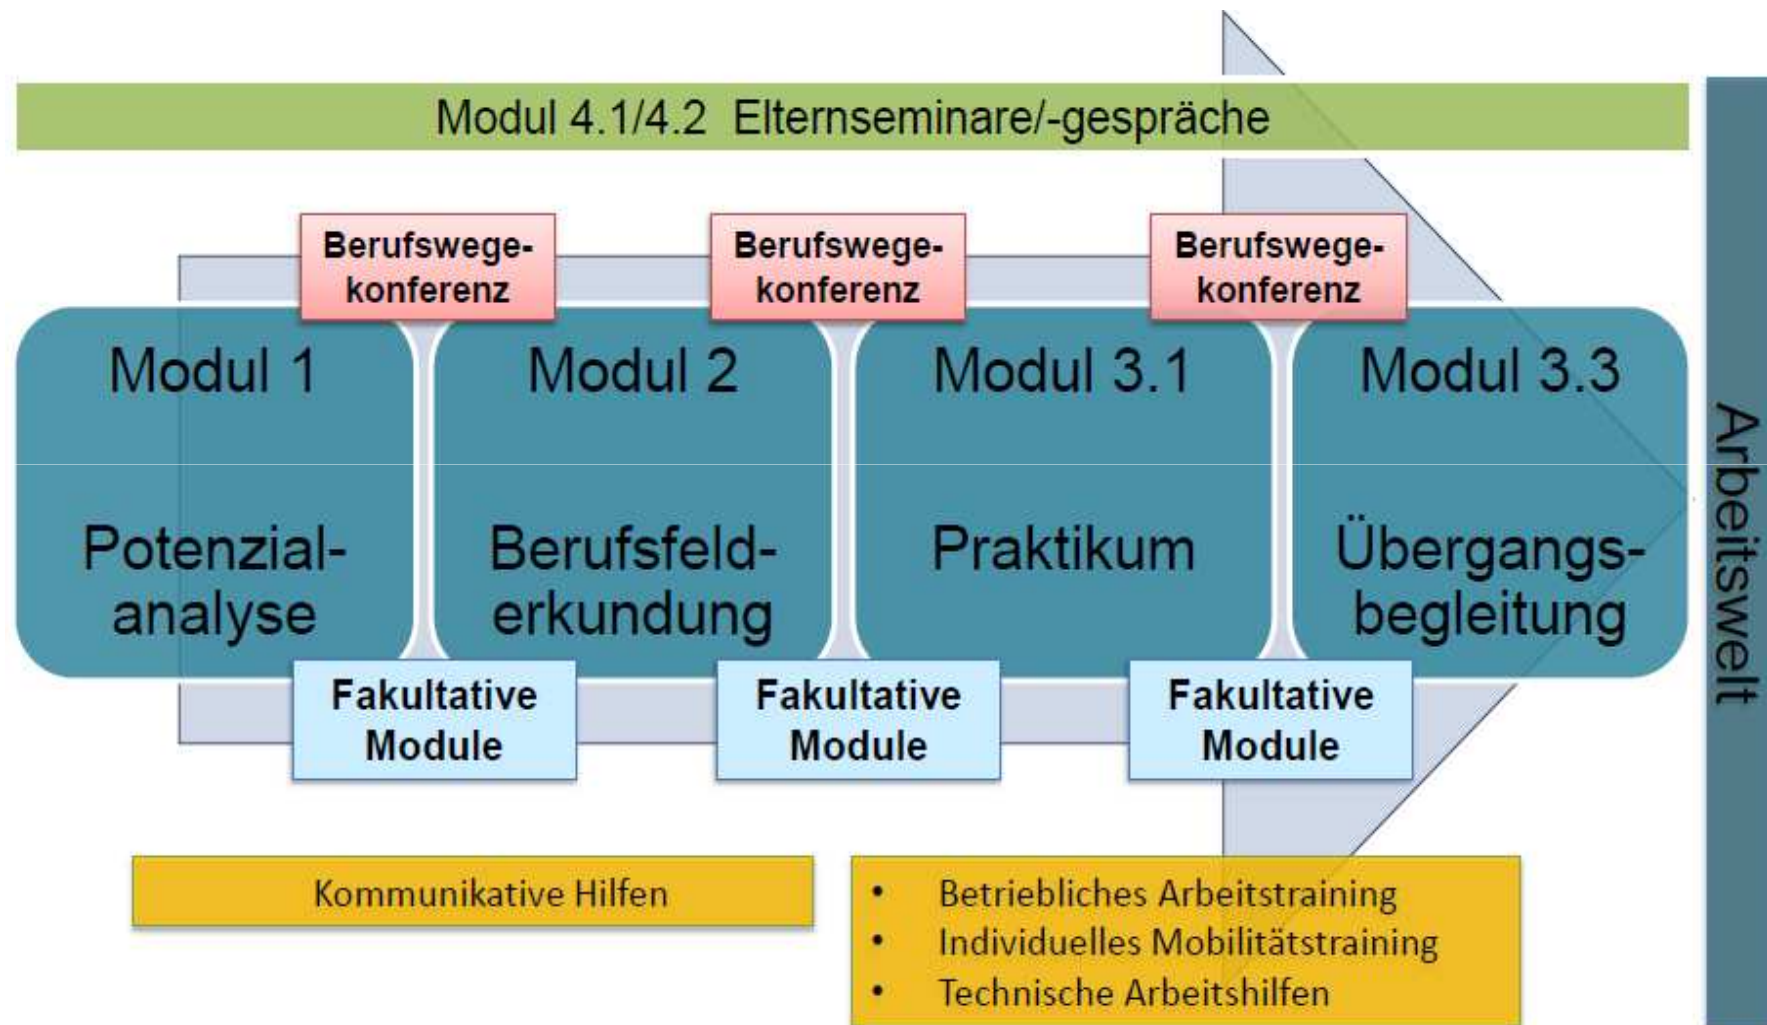 Modul 4.1/4.2 Elternseminare/-gespräche
Berufswege-
konferenz
Berufswege-
konferenz
Berufswege-
konferenz
Modul 1
Potenzial-
analyse
Modul 2
Berufsfeld-
erkundung
Modul 3.1
Praktikum
Modul 3.3
Übergangs-
begleitung
Fakultative
Module
Fakultative
Module
Fakultative
Module
Kommunikative Hilfen
• Betriebliches Arbeitstraining
• Individuelles Mobilitätstraining
• Technische Arbeitshilfen
Arbeitswelt